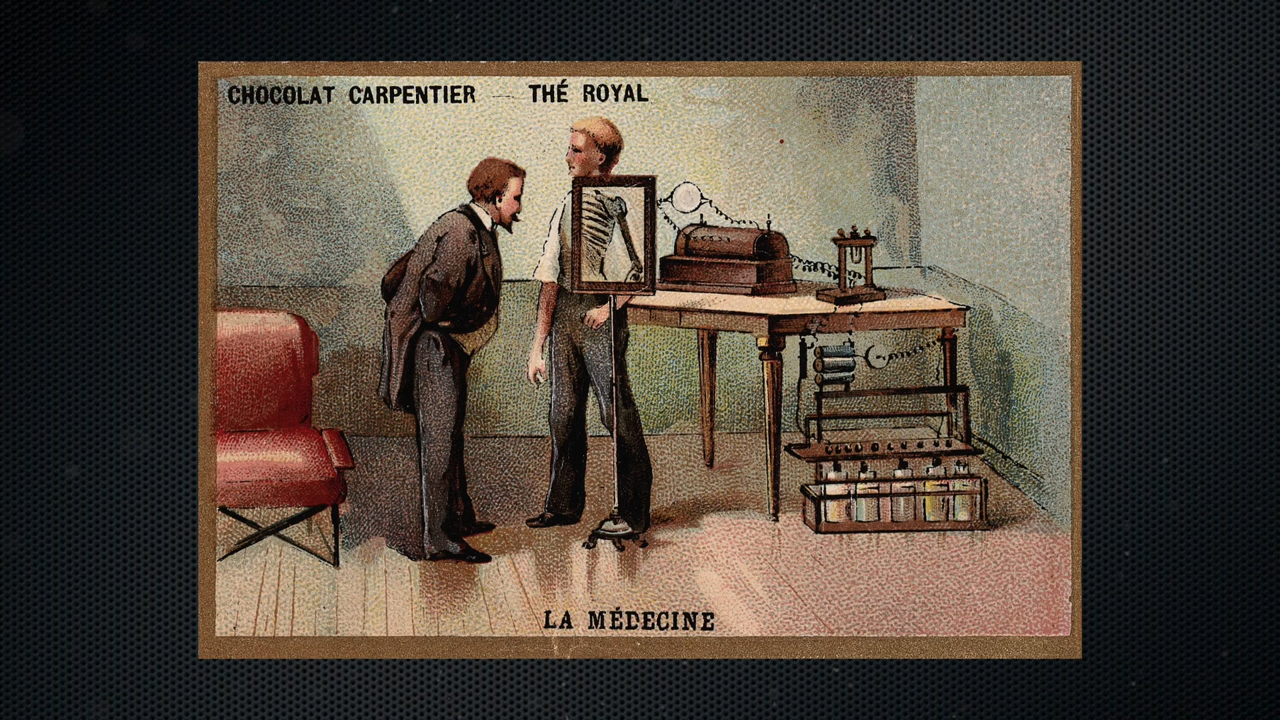 CHOCOLAT CARPENTIER — THÉ ROYAL
LA MÉDECINE